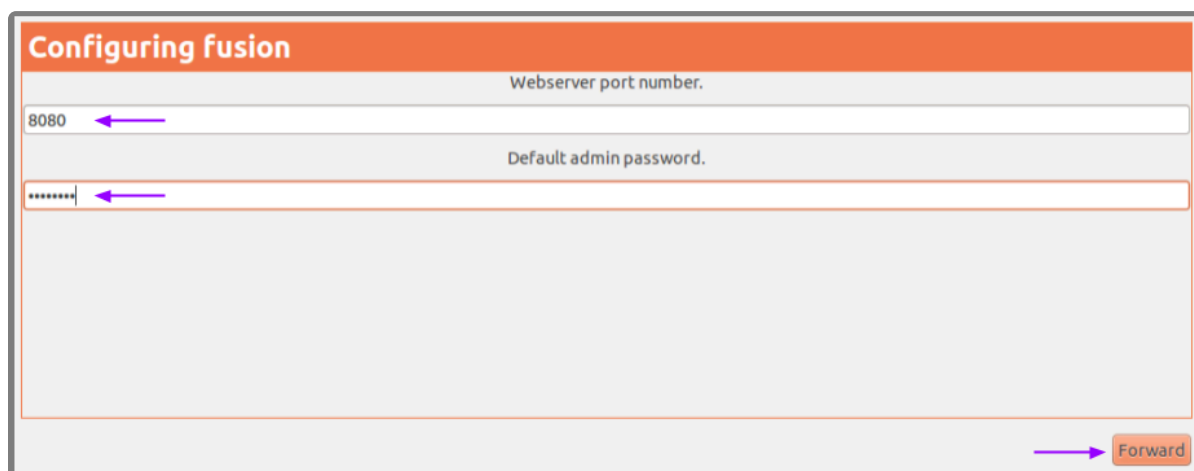 Configuring fusion
Webserver port number.
8080
Default admin password.
••••••••
Forward